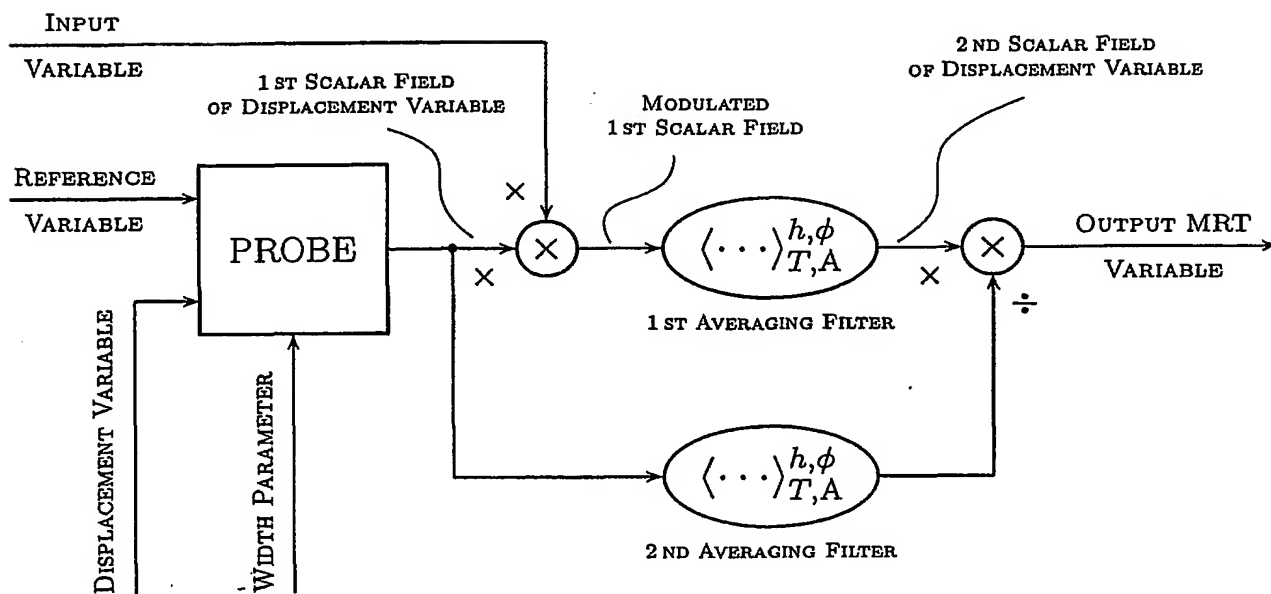 INPUT
VARIABLE
1ST SCALAR FIELD
OF DISPLACEMENT VARIABLE
MODULATED
1ST SCALAR FIELD
2ND SCALAR FIELD
OF DISPLACEMENT VARIABLE
REFERENCE
VARIABLE
PROBE
×
×
×
⟨···⟩ h,ϕ T,A
1ST AVERAGING FILTER
×
×
÷
OUTPUT MRT
VARIABLE
DISPLACEMENT VARIABLE
WIDTH PARAMETER
⟨···⟩ h,ϕ T,A
2ND AVERAGING FILTER